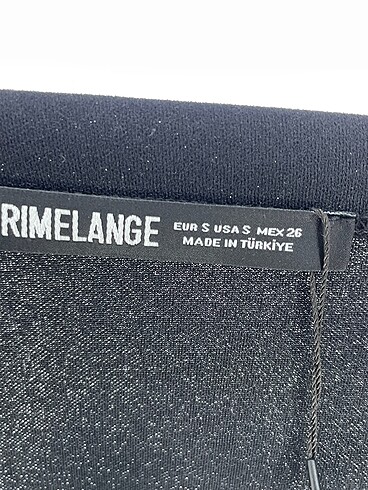 RIMELANGE
EUR S USA S MEX 26
MADE IN TÜRKİYE